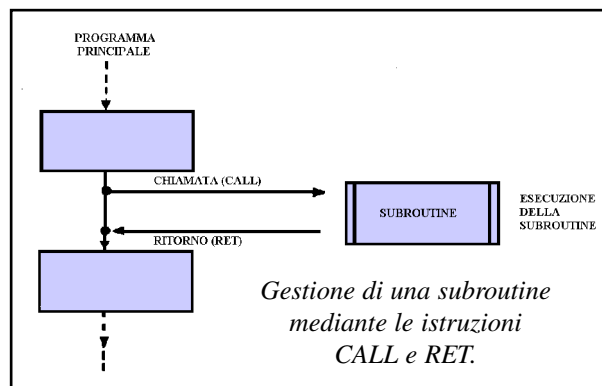 PROGRAMMA
PRINCIPALE
CHIAMATA (CALL)
SUBROUTINE
ESECUZIONE
DELLA
SUBROUTINE
RITORNO (RET)
Gestione di una subroutine
mediante le istruzioni
CALL e RET.